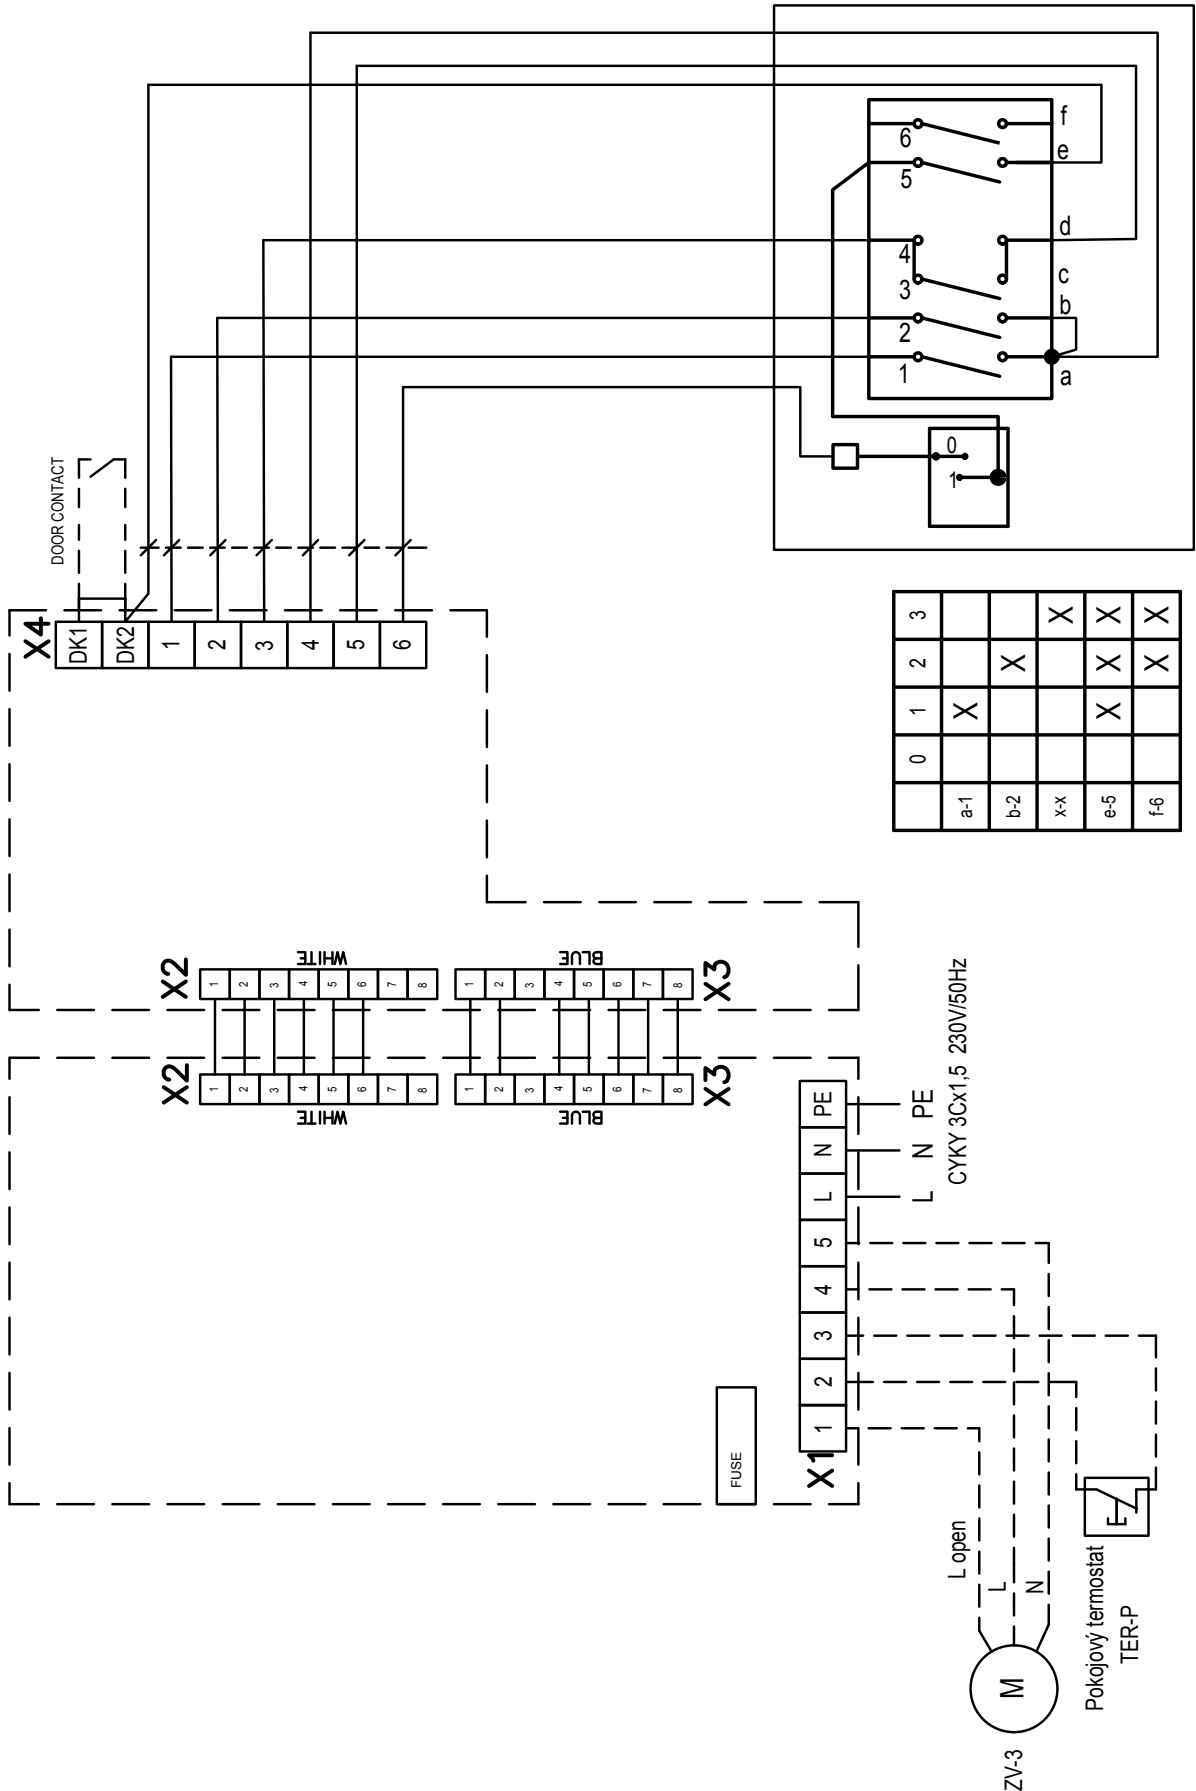 6
f
5
e
4
d
3
c
2
b
1
a
0
1
DOOR CONTACT
X4
DK1
DK2
1
2
3
4
5
6
0 1 2 3
a-1 X
b-2 X
x-x X
e-5 X X X
f-6 X X
X2
1 2 3 4 5 6 7 8
WHITE
BLUE
1 2 3 4 5 6 7 8
X3
X2
1 2 3 4 5 6 7 8
WHITE
BLUE
1 2 3 4 5 6 7 8
X3
FUSE
X1
1 2 3 4 5 L N PE
L N PE
CYKY 3Cx1,5 230V/50Hz
L open
L
N
M
ZV-3
Pokojový termostat
TER-P